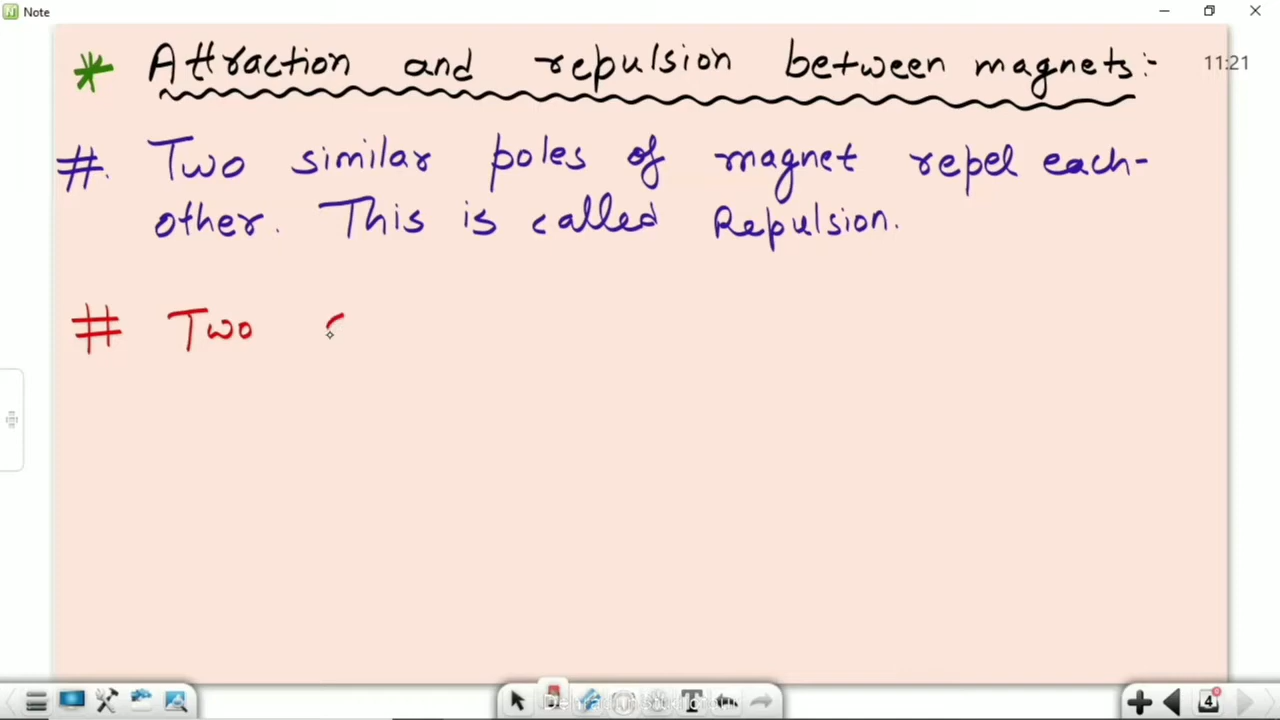 Note
* Attraction and repulsion between magnets:-
11:21
#. Two similar poles of magnet repel each-
other. This is called Repulsion.
# Two
4